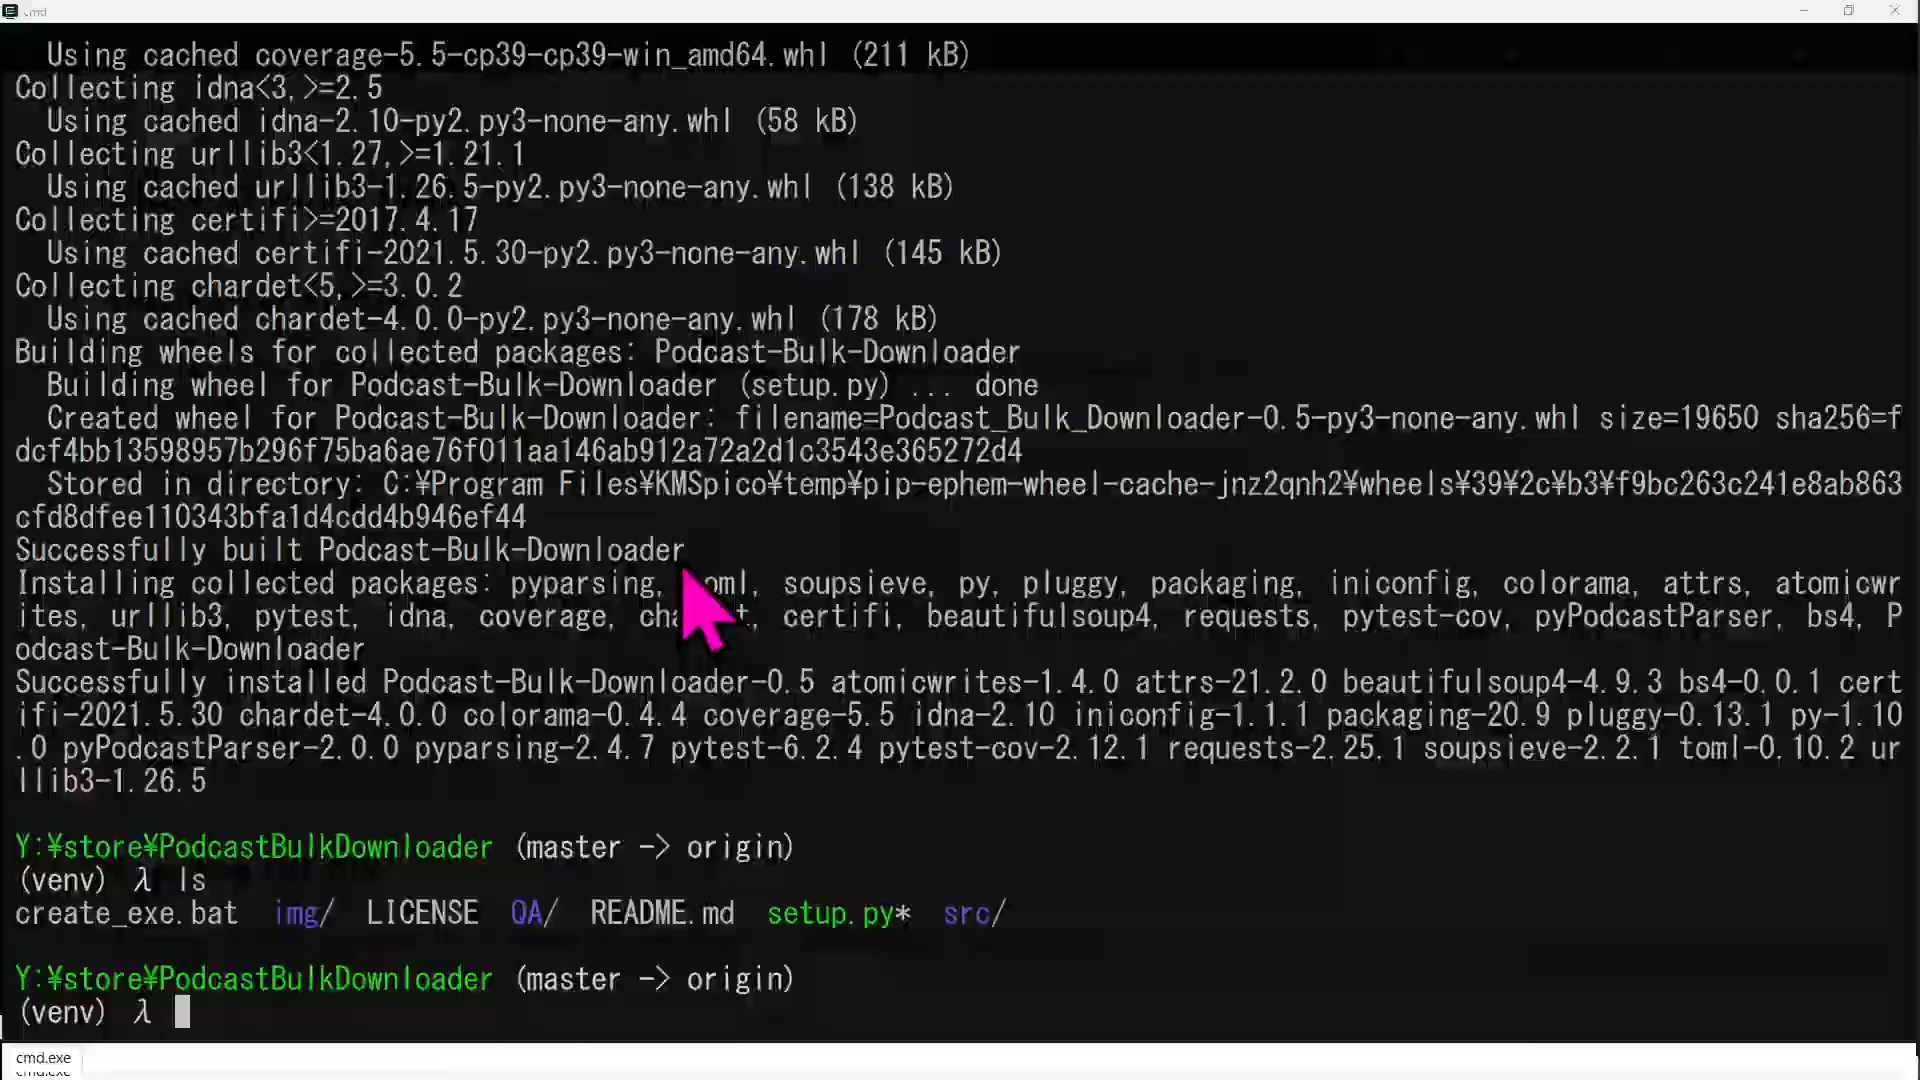 cmd
Using cached coverage-5.5-cp39-cp39-win_amd64.whl (211 kB)
Collecting idna<3,>=2.5
Using cached idna-2.10-py2.py3-none-any.whl (58 kB)
Collecting urllib3<1.27,>=1.21.1
Using cached urllib3-1.26.5-py2.py3-none-any.whl (138 kB)
Collecting certifi>=2017.4.17
Using cached certifi-2021.5.30-py2.py3-none-any.whl (145 kB)
Collecting chardet<5,>=3.0.2
Using cached chardet-4.0.0-py2.py3-none-any.whl (178 kB)
Building wheels for collected packages: Podcast-Bulk-Downloader
Building wheel for Podcast-Bulk-Downloader (setup.py) ... done
Created wheel for Podcast-Bulk-Downloader: filename=Podcast_Bulk_Downloader-0.5-py3-none-any.whl size=19650 sha256=f
dcf4bb13598957b296f75ba6ae76f011aa146ab912a72a2d1c3543e365272d4
Stored in directory: C:¥Program Files¥KMSpico¥temp¥pip-ephem-wheel-cache-jnz2qnh2¥wheels¥39¥2c¥b3¥f9bc263c241e8ab863
cfd8dfee110343bfa1d4cdd4b946ef44
Successfully built Podcast-Bulk-Downloader
Installing collected packages: pyparsing, oml, soupsieve, py, pluggy, packaging, iniconfig, colorama, attrs, atomicwr
ites, urllib3, pytest, idna, coverage, cha t, certifi, beautifulsoup4, requests, pytest-cov, pyPodcastParser, bs4, P
odcast-Bulk-Downloader
Successfully installed Podcast-Bulk-Downloader-0.5 atomicwrites-1.4.0 attrs-21.2.0 beautifulsoup4-4.9.3 bs4-0.0.1 cert
ifi-2021.5.30 chardet-4.0.0 colorama-0.4.4 coverage-5.5 idna-2.10 iniconfig-1.1.1 packaging-20.9 pluggy-0.13.1 py-1.10
.0 pyPodcastParser-2.0.0 pyparsing-2.4.7 pytest-6.2.4 pytest-cov-2.12.1 requests-2.25.1 soupsieve-2.2.1 toml-0.10.2 ur
llib3-1.26.5
Y:¥store¥PodcastBulkDownloader (master -> origin)
(venv) λ ls
create_exe.bat img/ LICENSE QA/ README.md setup.py* src/
Y:¥store¥PodcastBulkDownloader (master -> origin)
(venv) λ
cmd.exe
cmd.exe